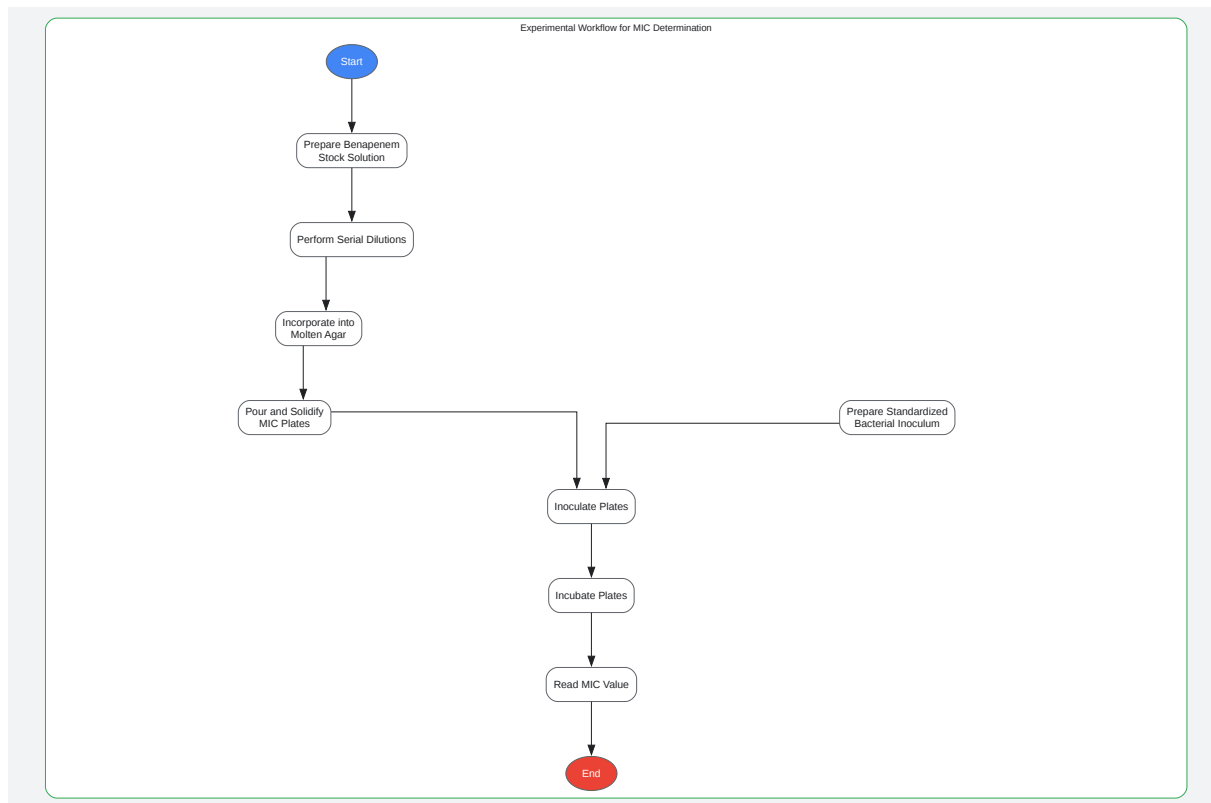 Experimental Workflow for MIC Determination
Start
Prepare Benapenem
Stock Solution
Perform Serial Dilutions
Incorporate into
Molten Agar
Pour and Solidify
MIC Plates
Prepare Standardized
Bacterial Inoculum
Inoculate Plates
Incubate Plates
Read MIC Value
End